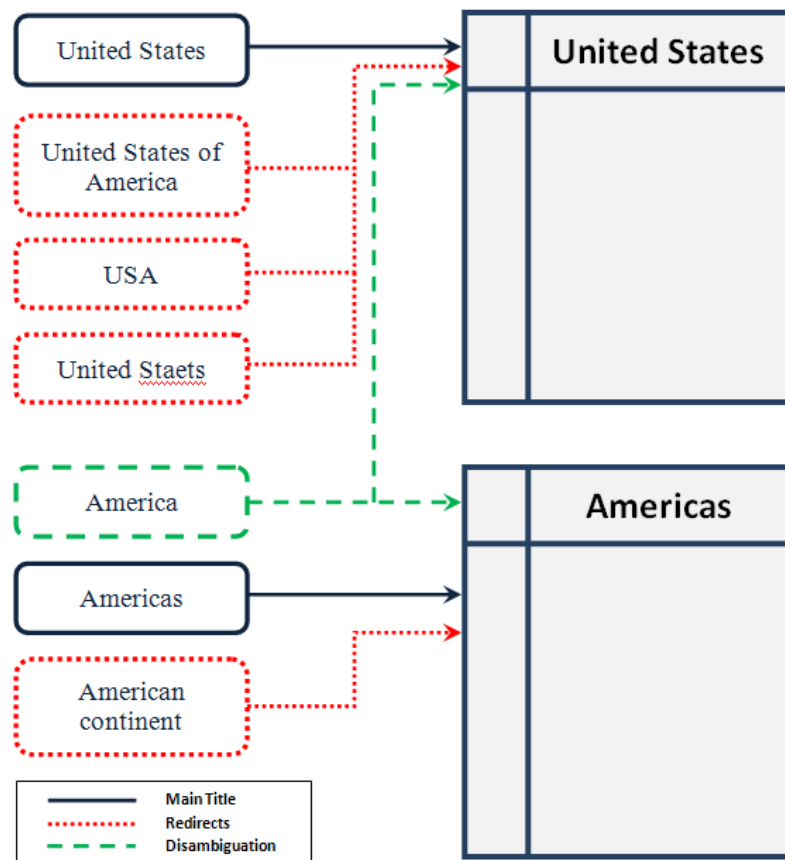 United States
United States
United States of
America
USA
United Staets
America
Americas
Americas
American
continent
Main Title
Redirects
Disambiguation